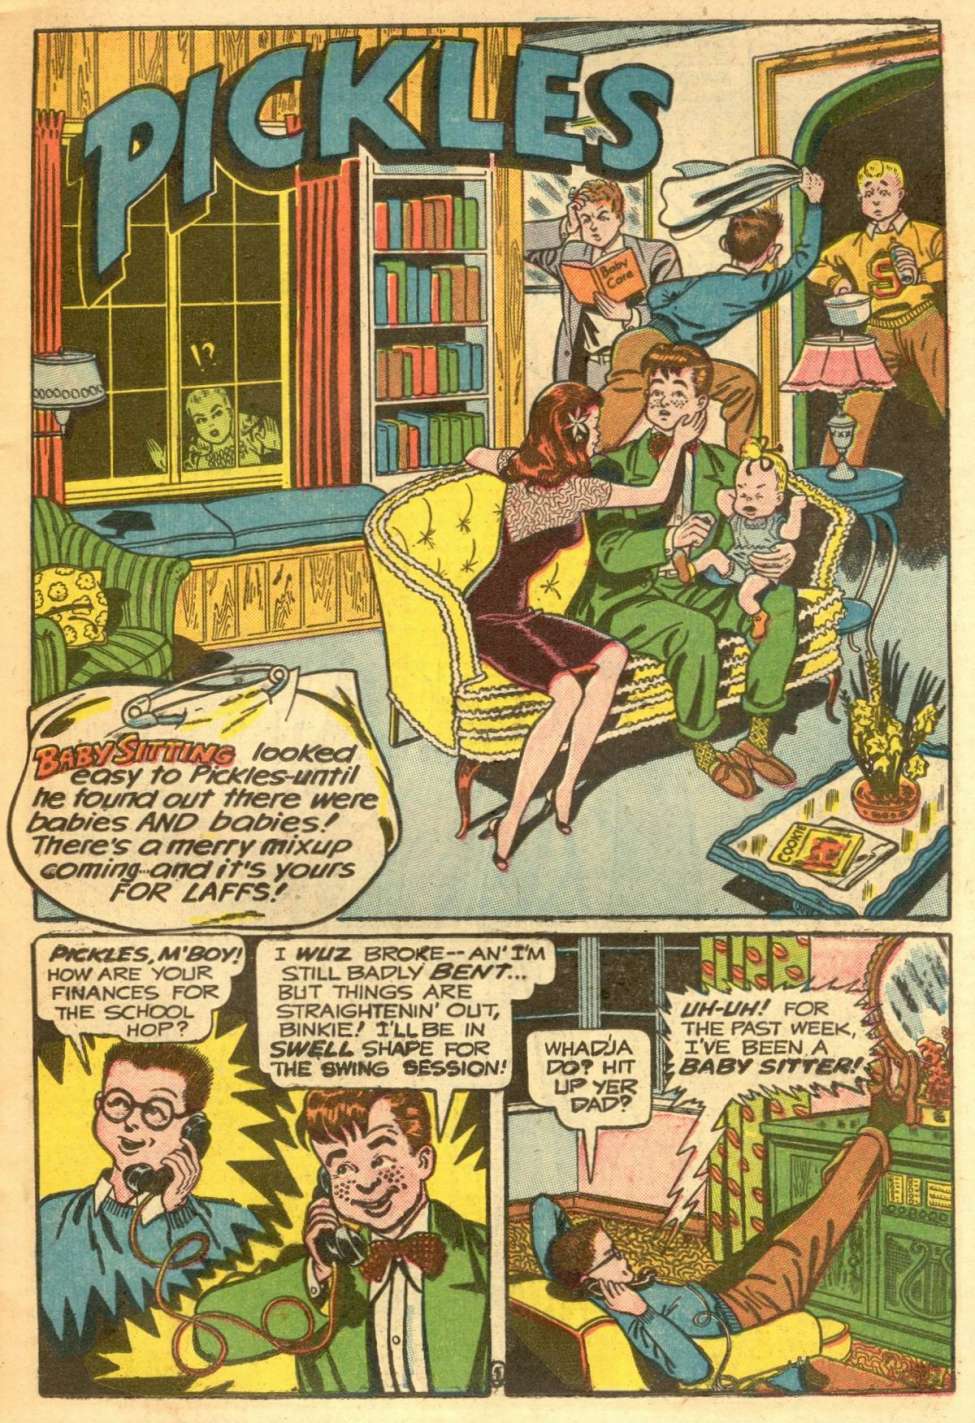 PICKLES
!?
Baby
Care
S
BABY SITTING looked
easy to Pickles-until
he found out there were
babies AND babies!
There's a merry mixup
coming-and it's yours
FOR LAFFS!
COOKIE
PICKLES, M'BOY!
HOW ARE YOUR
FINANCES FOR
THE SCHOOL
HOP?
I WUZ BROKE-- AN' I'M
STILL BADLY BENT...
BUT THINGS ARE
STRAIGHTENIN' OUT,
BINKIE! I'LL BE IN
SWELL SHAPE FOR
THE SWING SESSION!
WHAD'JA
DO? HIT
UP YER
DAD?
UH-UH! FOR
THE PAST WEEK,
I'VE BEEN A
BABY SITTER!
1